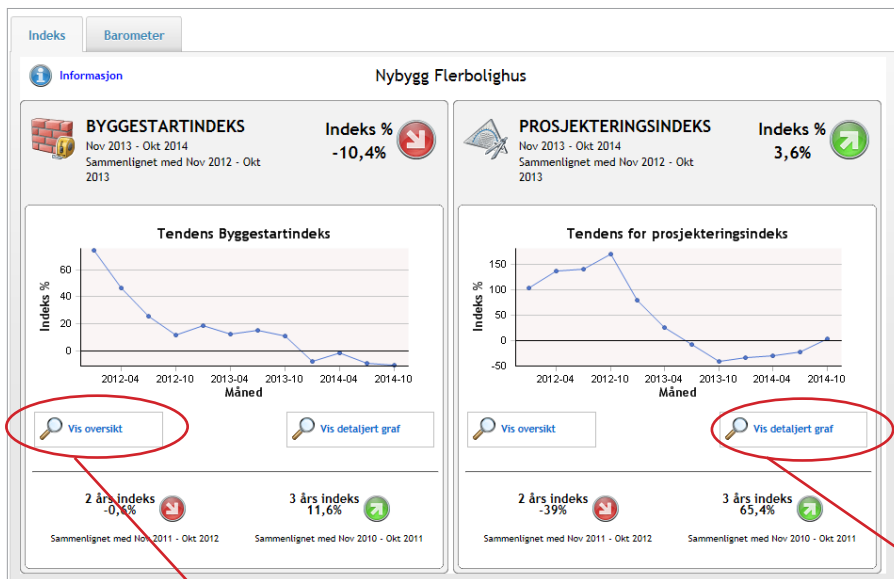 Indeks
Barometer
Informasjon
Nybygg Flerbolighus
BYGGESTARTINDEKS
Nov 2013 - Okt 2014
Sammenlignet med Nov 2012 - Okt
2013
Indeks %
-10,4%
Tendens Byggestartindeks
Indeks %
60
40
20
0
2012-04 2012-10 2013-04 2013-10 2014-04 2014-10
Måned
Vis oversikt
Vis detaljert graf
2 års indeks
-0,6%
Sammenlignet med Nov 2011 - Okt 2012
3 års indeks
11,6%
Sammenlignet med Nov 2010 - Okt 2011
PROSJEKTERINGSINDEKS
Nov 2013 - Okt 2014
Sammenlignet med Nov 2012 - Okt
2013
Indeks %
3,6%
Tendens for prosjekteringsindeks
Indeks %
150
100
50
0
-50
2012-04 2012-10 2013-04 2013-10 2014-04 2014-10
Måned
Vis oversikt
Vis detaljert graf
2 års indeks
-39%
Sammenlignet med Nov 2011 - Okt 2012
3 års indeks
65,4%
Sammenlignet med Nov 2010 - Okt 2011